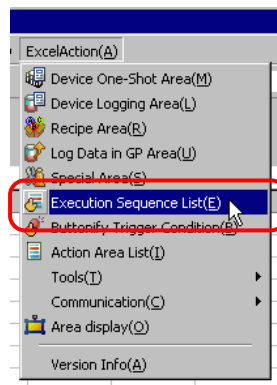 ExcelAction(A)
Device One-Shot Area(M)
Device Logging Area(L)
Recipe Area(R)
Log Data in GP Area(U)
Special Area(S)
Execution Sequence List(E)
Buttonify Trigger Condition(B)
Action Area List(I)
Tools(T)
Communication(C)
Area display(O)
Version Info(A)